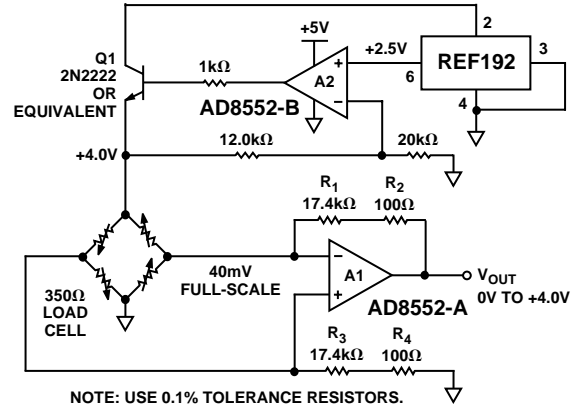 +5V
2
Q1
2N2222
OR
EQUIVALENT
1kΩ
A2
+
−
+2.5V
6
REF192
3
4
AD8552-B
12.0kΩ
20kΩ
+4.0V
R1
17.4kΩ
R2
100Ω
40mV
FULL-SCALE
−
+
A1
VOUT
0V TO +4.0V
AD8552-A
350Ω
LOAD
CELL
R3
17.4kΩ
R4
100Ω
NOTE: USE 0.1% TOLERANCE RESISTORS.